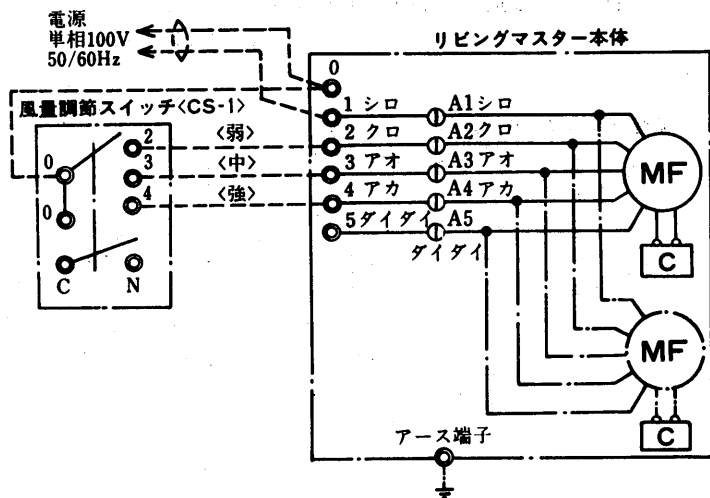 電源
単相100V
50/60Hz
リビングマスター本体
0
風量調節スイッチ<CS-1>
1 シロ A1シロ
2 <弱> 2 クロ A2クロ
0 3 <中> 3 アオ A3アオ
4 <強> 4 アカ A4アカ
0
5ダイダイ A5
ダイダイ
MF
C
C N
MF
C
アース端子